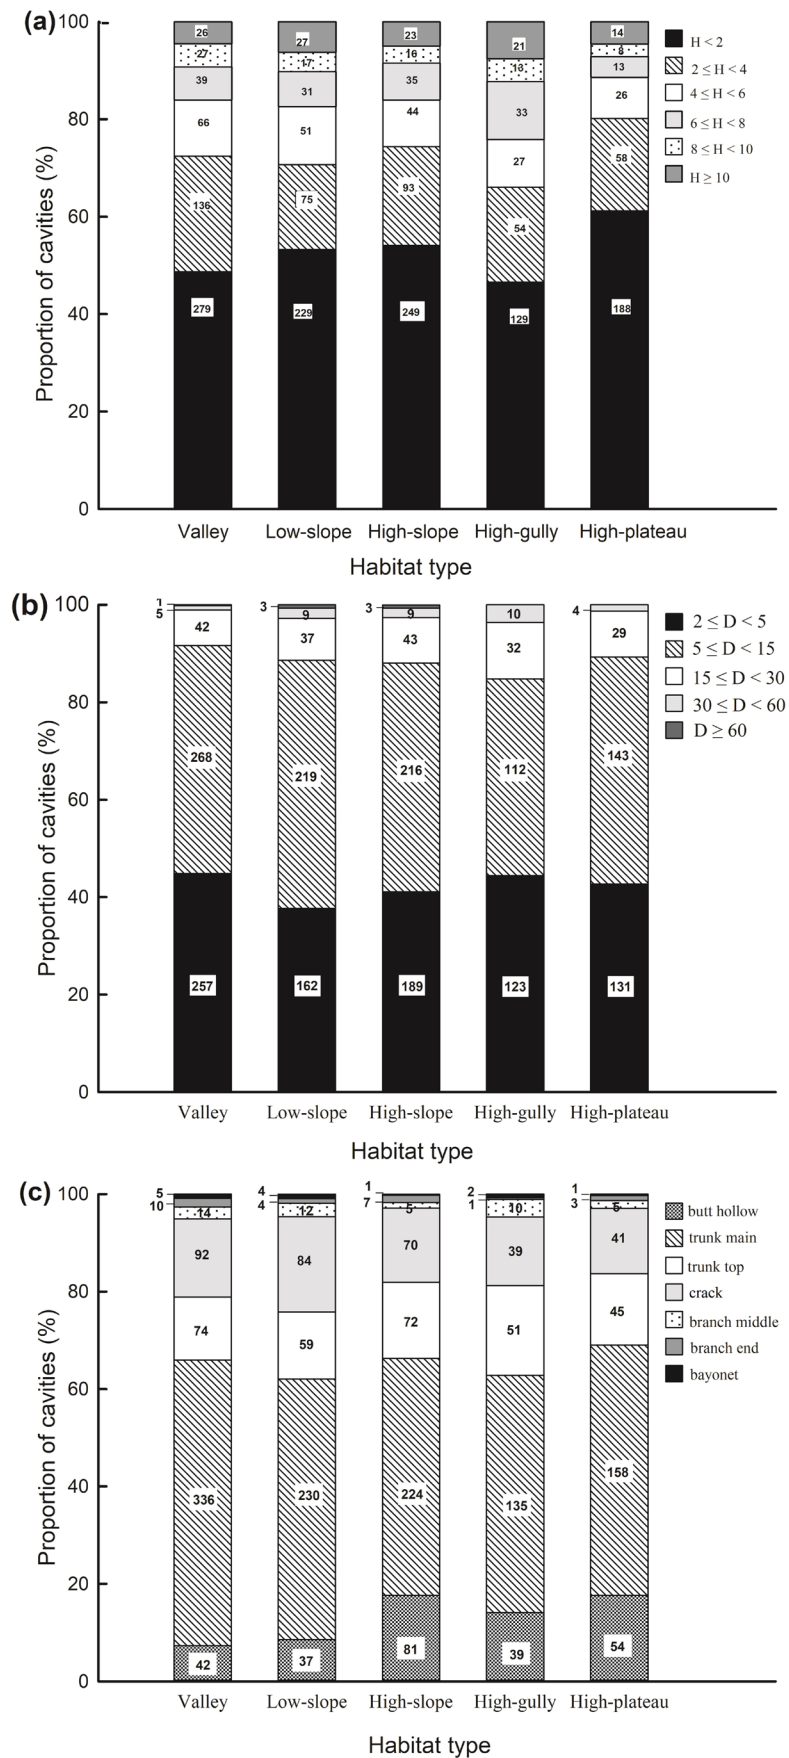 (a)
100
80
60
40
20
0
Proportion of cavities (%)
26 27 23 21 14
27 17 16 13 8
39 31 35 33 13
66 51 44 27 26
136 75 93 54 58
279 229 249 129 188
H < 2
2 ≤ H < 4
4 ≤ H < 6
6 ≤ H < 8
8 ≤ H < 10
H ≥ 10
Valley Low-slope High-slope High-gully High-plateau
Habitat type
(b)
100
80
60
40
20
0
Proportion of cavities (%)
1 3 3
5 9 9 10 4
42 37 43 32 29
268 219 216 112 143
257 162 189 123 131
2 ≤ D < 5
5 ≤ D < 15
15 ≤ D < 30
30 ≤ D < 60
D ≥ 60
Valley Low-slope High-slope High-gully High-plateau
Habitat type
(c)
100
80
60
40
20
0
Proportion of cavities (%)
5 4 1 2 1
10 4 7 1 3
14 12 5 10 5
92 84 70 39 41
74 59 72 51 45
336 230 224 135 158
42 37 81 39 54
butt hollow
trunk main
trunk top
crack
branch middle
branch end
bayonet
Valley Low-slope High-slope High-gully High-plateau
Habitat type